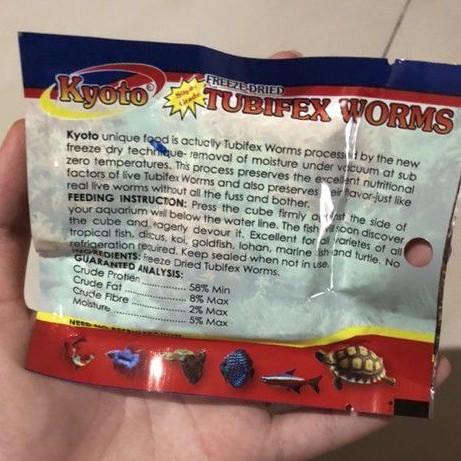 Kyoto
FREEZE-DRIED
TUBIFEX WORMS
Kyoto unique food is actually Tubifex Worms processed by the new
freeze dry technique- removal of moisture under vacuum at sub
zero temperatures. This process preserves the excellent nutritional
factors of live Tubifex Worms and also preserves their flavor-just like
real live worms without all the fuss and bother.
FEEDING INSTRUCTON: Press the cube firmly against the side of
your aquarium will below the water line. The fish soon discover
the cube and eagerly devour it. Excellent for all varieties of all
tropical fish, discus, koi, goldfish, lohan, marine fish and turtle. No
refrigeration required. Keep sealed when not in use.
INGREDIENTS: Freeze Dried Tubifex Worms.
GUARANTED ANALYSIS:
Crude Protien .............. 58% Min
Crude Fat .................... 8% Max
Crude Fibre .................. 2% Max
Moisture ...................... 5% Max
NEED NO